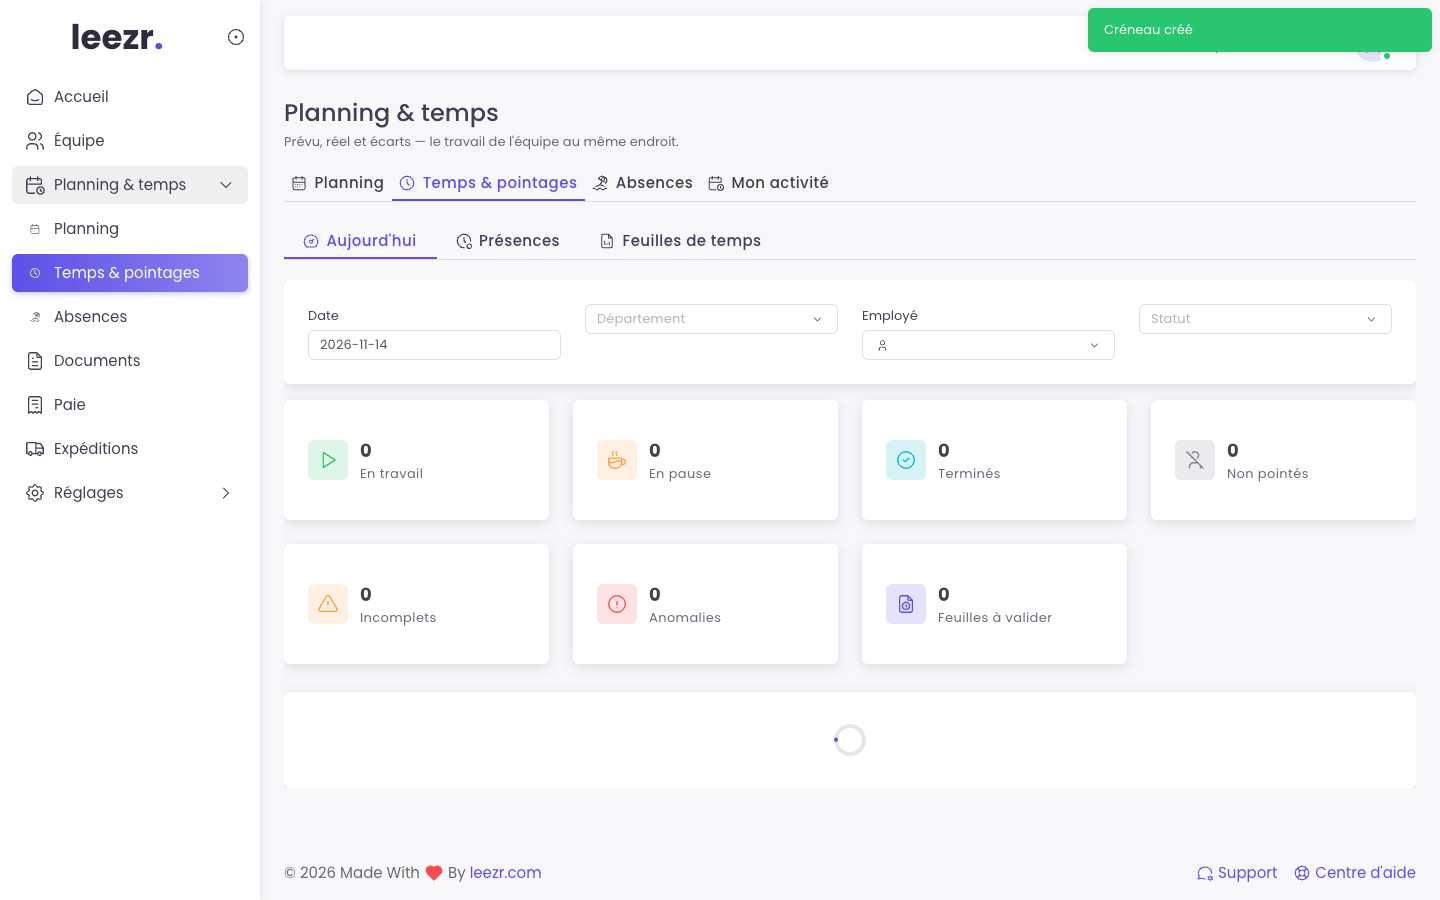 leezr.
Créneau créé
Accueil
Équipe
Planning & temps
Planning
Temps & pointages
Absences
Documents
Paie
Expéditions
Réglages
Planning & temps
Prévu, réel et écarts — le travail de l'équipe au même endroit.
Planning Temps & pointages Absences Mon activité
Aujourd'hui Présences Feuilles de temps
Date
2026-11-14
Département
Employé
Statut
0
En travail
0
En pause
0
Terminés
0
Non pointés
0
Incomplets
0
Anomalies
0
Feuilles à valider
© 2026 Made With By leezr.com
Support Centre d'aide